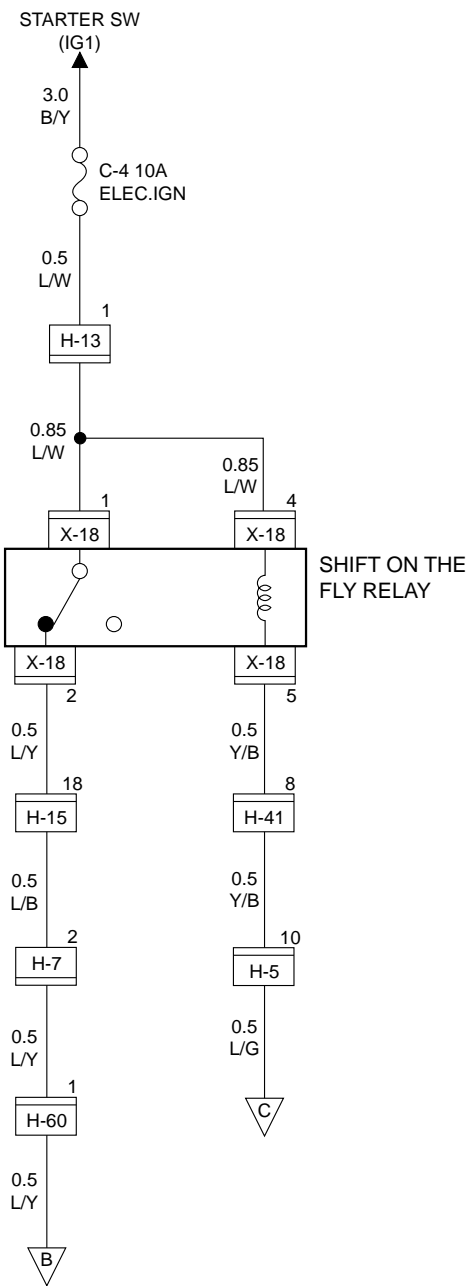 STARTER SW
(IG1)
3.0
B/Y
C-4 10A
ELEC.IGN
0.5
L/W
1
H-13
0.85
L/W
0.85
L/W
1
4
X-18
X-18
SHIFT ON THE
FLY RELAY
X-18
X-18
2
5
0.5
L/Y
0.5
Y/B
18
8
H-15
H-41
0.5
L/B
0.5
Y/B
2
10
H-7
H-5
0.5
L/Y
0.5
L/G
1
C
H-60
0.5
L/Y
B